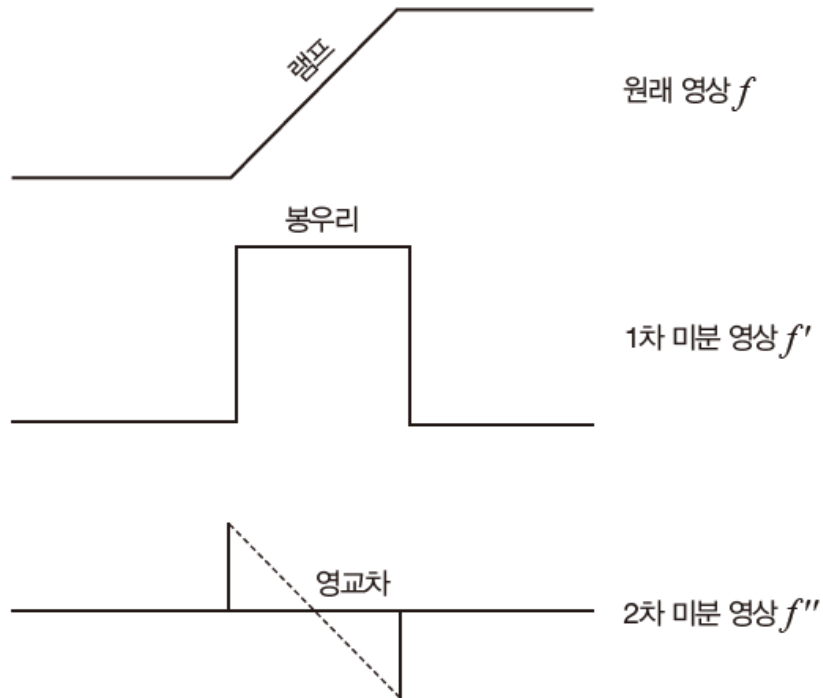 램프
원래 영상 f
봉우리
1차 미분 영상 f'
영교차
2차 미분 영상 f''